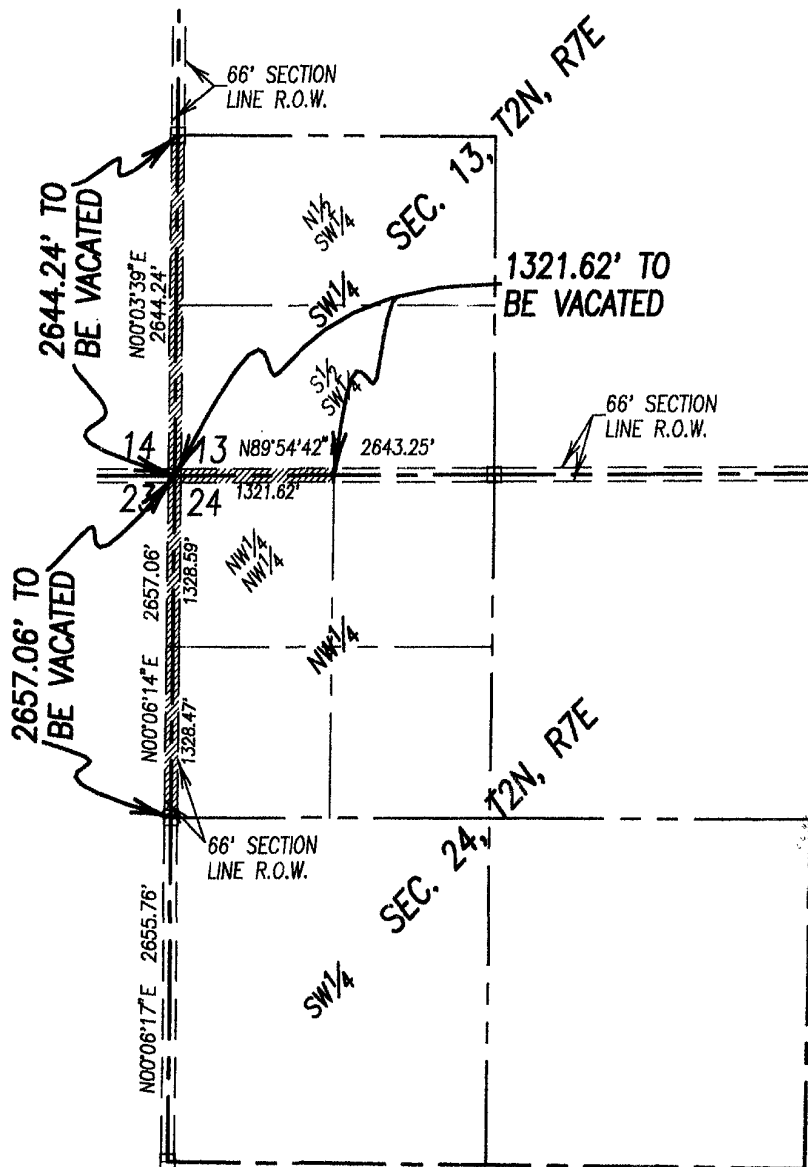 66' SECTION
LINE R.O.W.
SEC. 13, T2N, R7E
2644.24' TO
BE VACATED
N00°03'39"E
2644.24'
N1/2
SW1/4
SW1/4
1321.62' TO
BE VACATED
S1/2
SW1/4
66' SECTION
LINE R.O.W.
14 13
N89°54'42" 2643.25'
23 24
1321.62'
2657.06' TO
BE VACATED
N00°06'14"E 2657.06'
1328.59'
1328.47'
NW1/4
NW1/4
NW1/4
SEC. 24, T2N, R7E
66' SECTION
LINE R.O.W.
N00°06'17"E 2655.76'
SW1/4